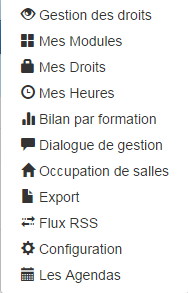 Gestion des droits
Mes Modules
Mes Droits
Mes Heures
Bilan par formation
Dialogue de gestion
Occupation de salles
Export
Flux RSS
Configuration
Les Agendas